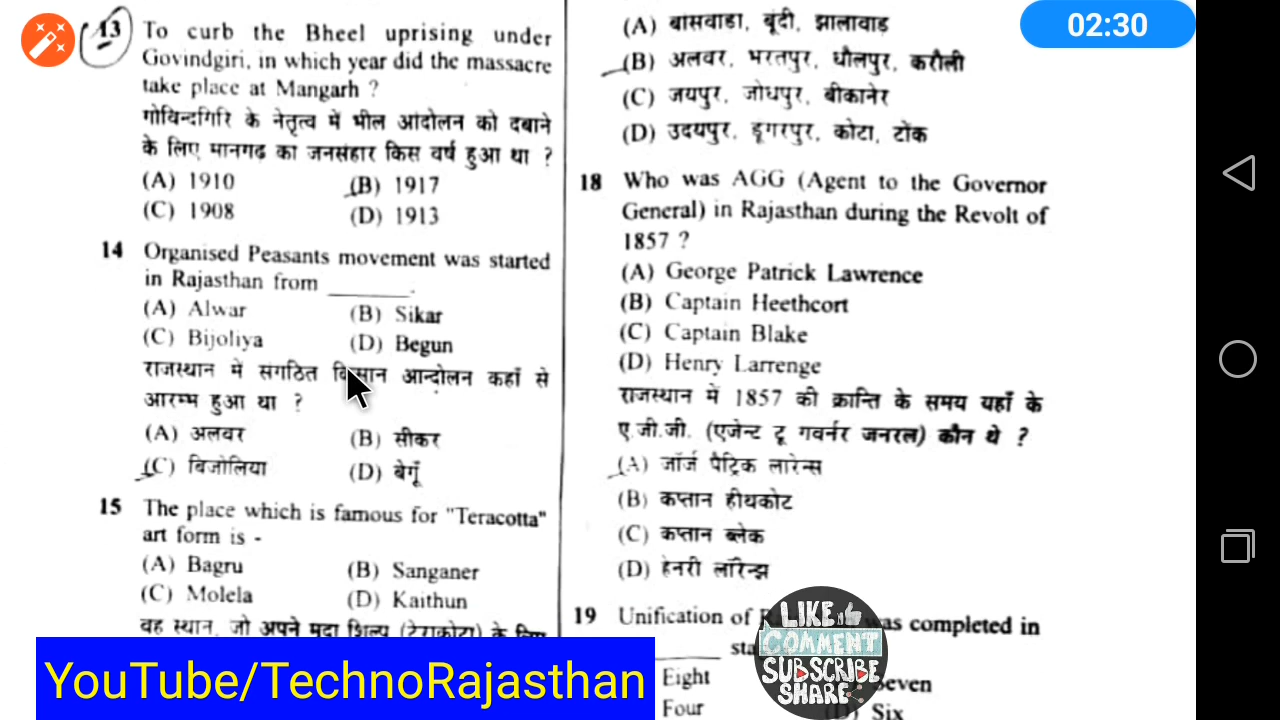 13 To curb the Bheel uprising under
Govindgiri, in which year did the massacre
take place at Mangarh ?
गोविन्दगिरि के नेतृत्व में भील आंदोलन को दबाने
के लिए मानगढ का जनसंहार किस वर्ष हुआ था ?
(A) 1910 (B) 1917
(C) 1908 (D) 1913
14 Organised Peasants movement was started
in Rajasthan from ______.
(A) Alwar (B) Sikar
(C) Bijoliya (D) Begun
राजस्थान में संगठित किसान आन्दोलन कहाँ से
आरम्भ हुआ था ?
(A) अलवर (B) सीकर
(C) बिजोलिया (D) बेगूँ
15 The place which is famous for "Teracotta"
art form is -
(A) Bagru (B) Sanganer
(C) Molela (D) Kaithun
वह स्थान, जो अपने मृदा शिल्प (टेराकोटा) के लिए
YouTube/TechnoRajasthan
(A) बांसवाडा, बूंदी, झालावाड़
(B) अलवर, भरतपुर, धौलपुर, करौली
(C) जयपुर, जोधपुर, बीकानेर
(D) उदयपुर, डूंगरपुर, कोटा, टोंक
18 Who was AGG (Agent to the Governor
General) in Rajasthan during the Revolt of
1857 ?
(A) George Patrick Lawrence
(B) Captain Heethcort
(C) Captain Blake
(D) Henry Larrenge
राजस्थान में 1857 की क्रान्ति के समय यहाँ के
ए.जी.जी. (एजेन्ट टू गवर्नर जनरल) कौन थे ?
(A) जॉर्ज पैट्रिक लारेन्स
(B) कप्तान हीथकोट
(C) कप्तान ब्लेक
(D) हेनरी लॉरेन्झ
19 Unification of was completed in
Eight Seven
Four (D) Six
02:30
LIKE
COMMENT
SUBSCRIBE
SHARE